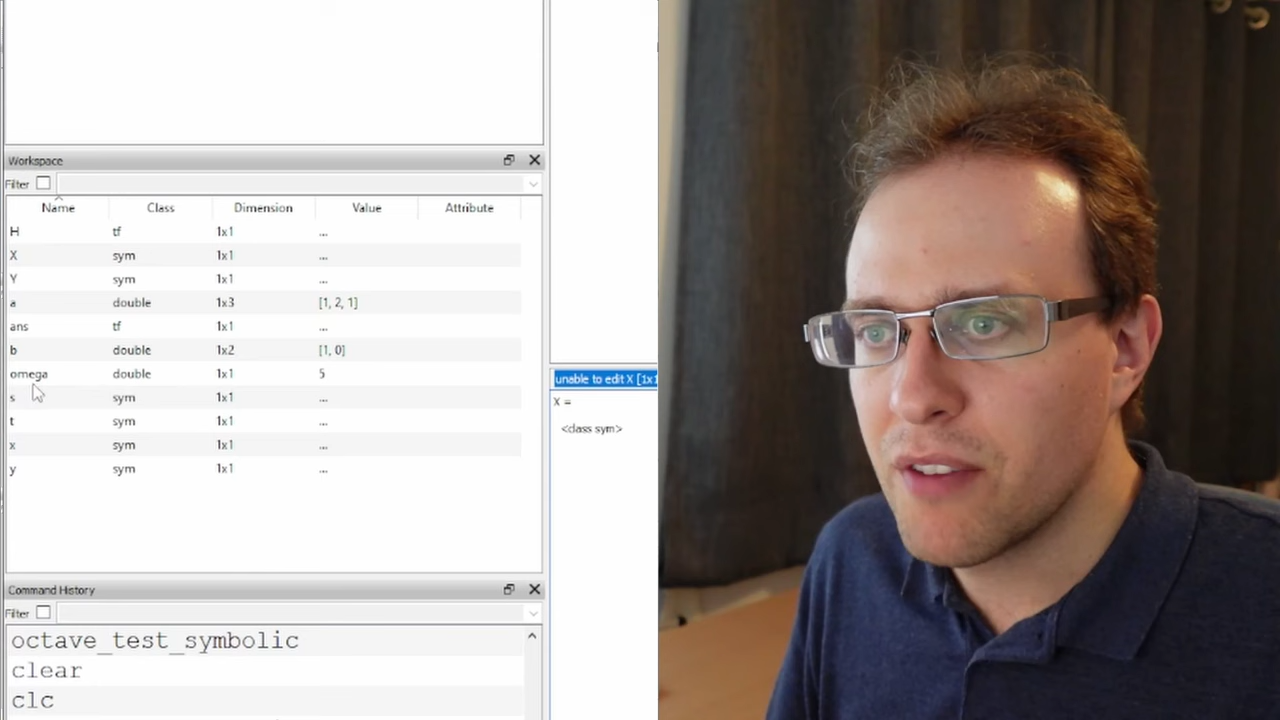 Workspace
Filter
Name Class Dimension Value Attribute
H tf 1x1 ...
X sym 1x1 ...
Y sym 1x1 ...
a double 1x3 [1, 2, 1]
ans tf 1x1 ...
b double 1x2 [1, 0]
omega double 1x1 5
s sym 1x1 ...
t sym 1x1 ...
x sym 1x1 ...
y sym 1x1 ...
unable to edit X [1x1
X =
<class sym>
Command History
Filter
octave_test_symbolic
clear
clc